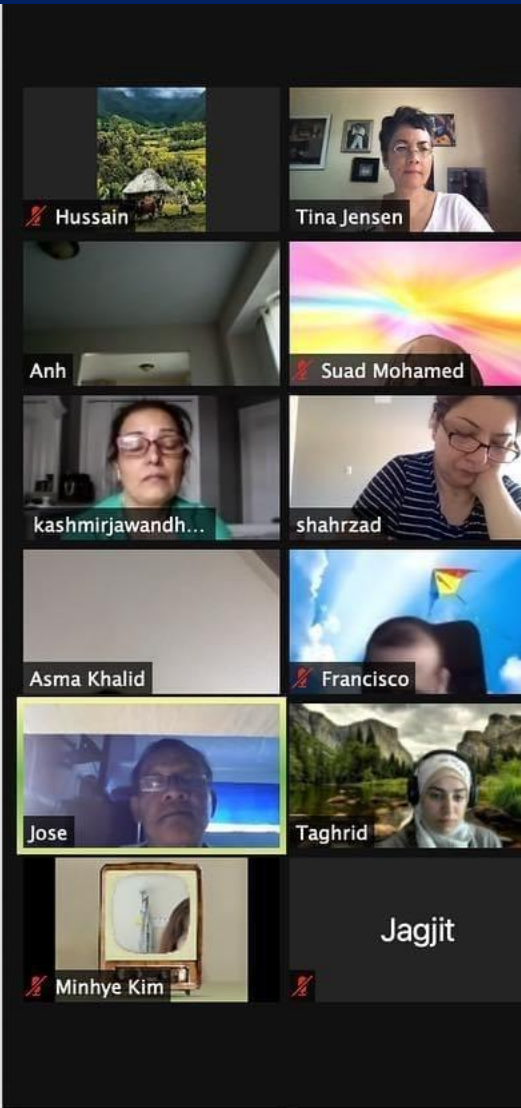 Hussain
Tina Jensen
Anh
Suad Mohamed
kashmirjawandh...
shahrzad
Asma Khalid
Francisco
Jose
Taghrid
Minhye Kim
Jagjit